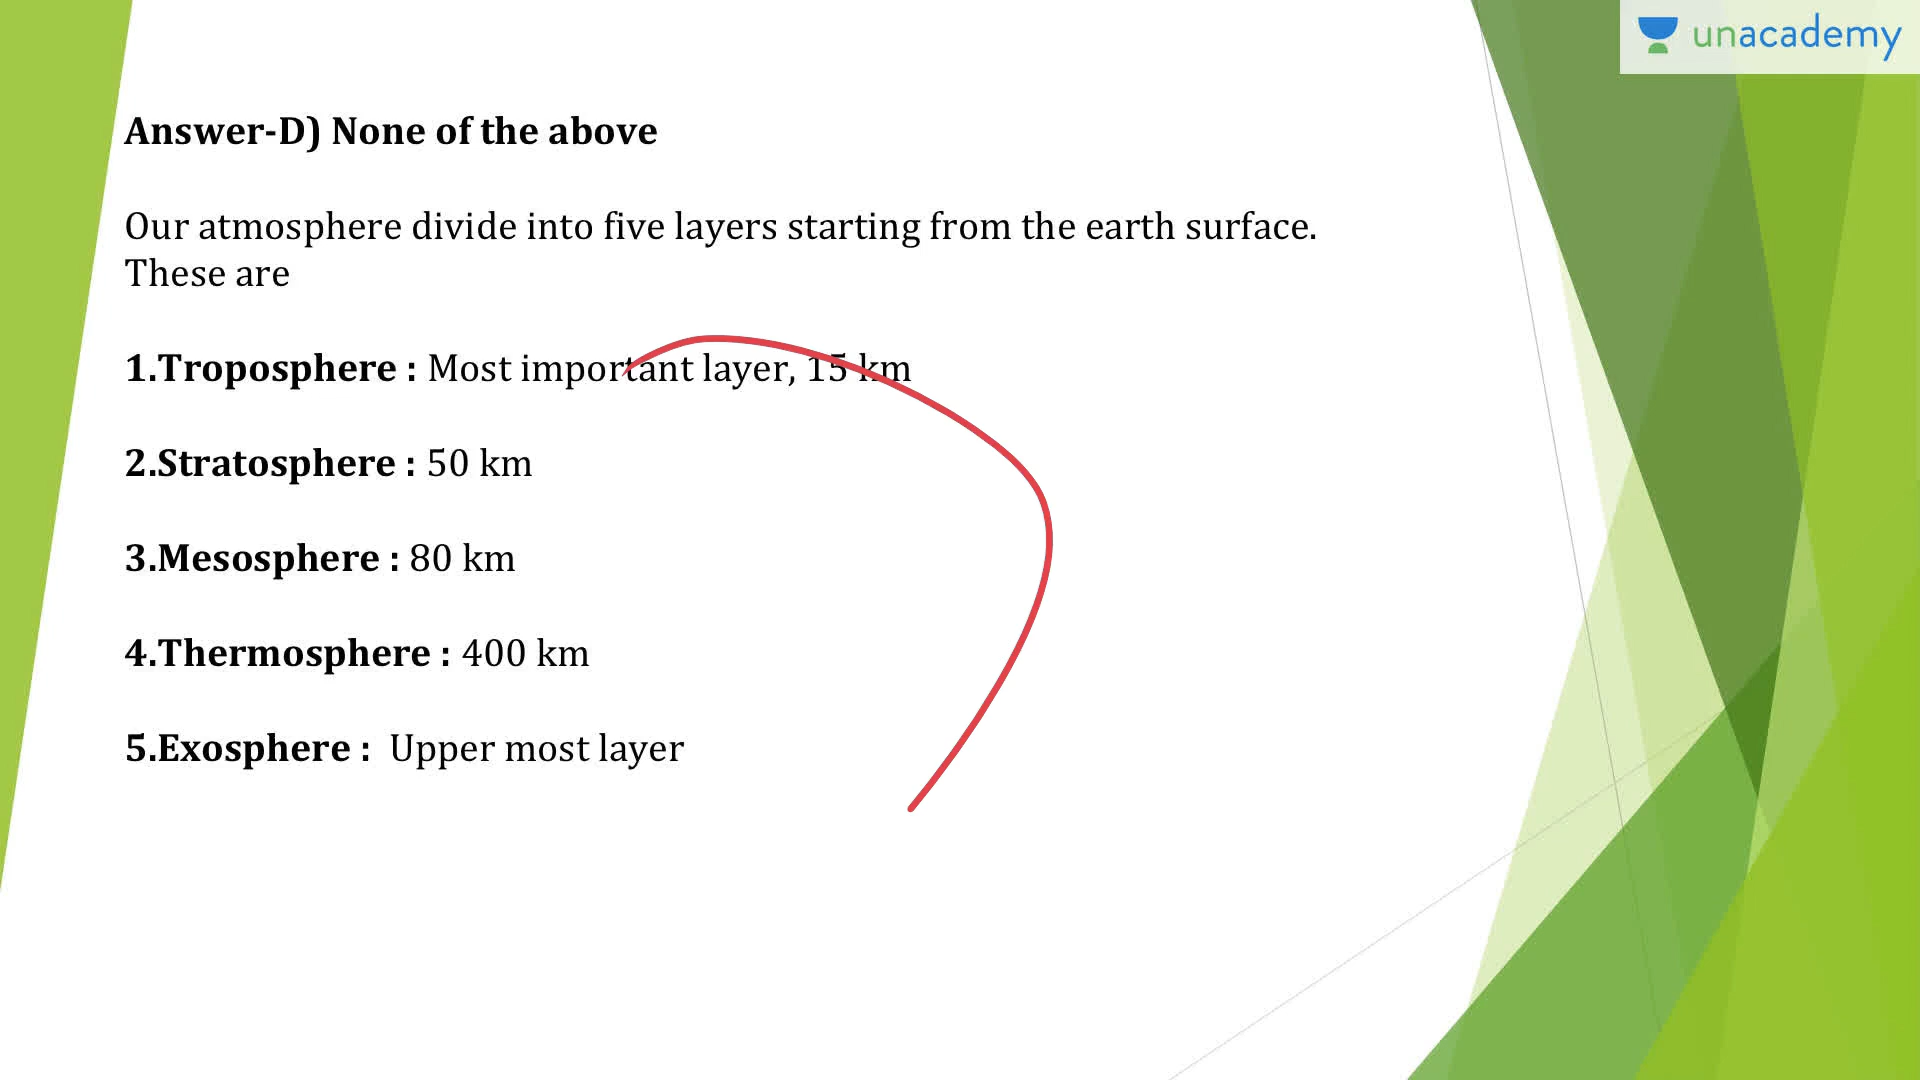 unacademy
Answer-D) None of the above
Our atmosphere divide into five layers starting from the earth surface.
These are
1.Troposphere : Most important layer, 15 km
2.Stratosphere : 50 km
3.Mesosphere : 80 km
4.Thermosphere : 400 km
5.Exosphere : Upper most layer